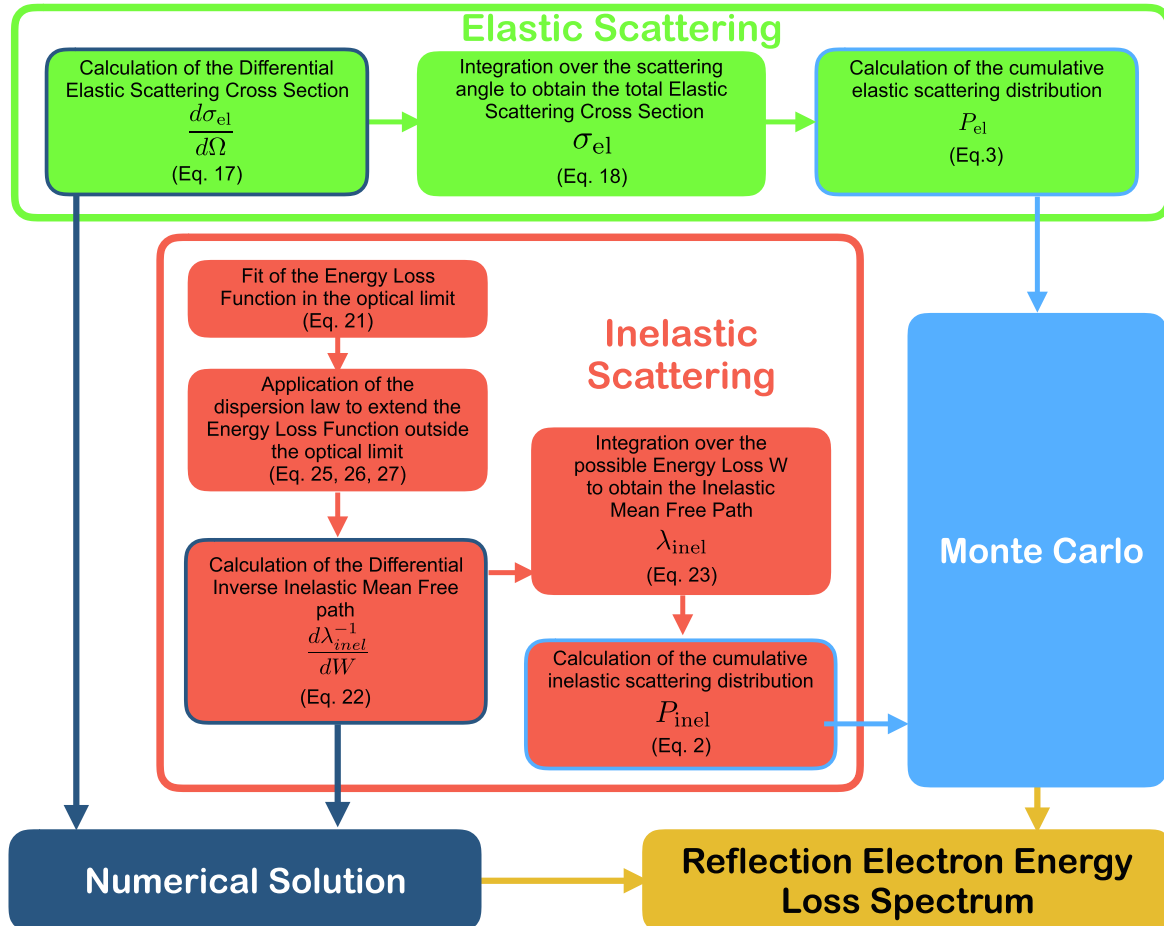 Elastic Scattering
Calculation of the Differential
Elastic Scattering Cross Section
dσel
dΩ
(Eq. 17)
Integration over the scattering
angle to obtain the total Elastic
Scattering Cross Section
σel
(Eq. 18)
Calculation of the cumulative
elastic scattering distribution
Pel
(Eq.3)
Fit of the Energy Loss
Function in the optical limit
(Eq. 21)
Inelastic
Scattering
Application of the
dispersion law to extend the
Energy Loss Function outside
the optical limit
(Eq. 25, 26, 27)
Calculation of the Differential
Inverse Inelastic Mean Free
path
dλ⁻¹inel
dW
(Eq. 22)
Integration over the
possible Energy Loss W
to obtain the Inelastic
Mean Free Path
λinel
(Eq. 23)
Calculation of the cumulative
inelastic scattering distribution
Pinel
(Eq. 2)
Monte Carlo
Numerical Solution
Reflection Electron Energy
Loss Spectrum